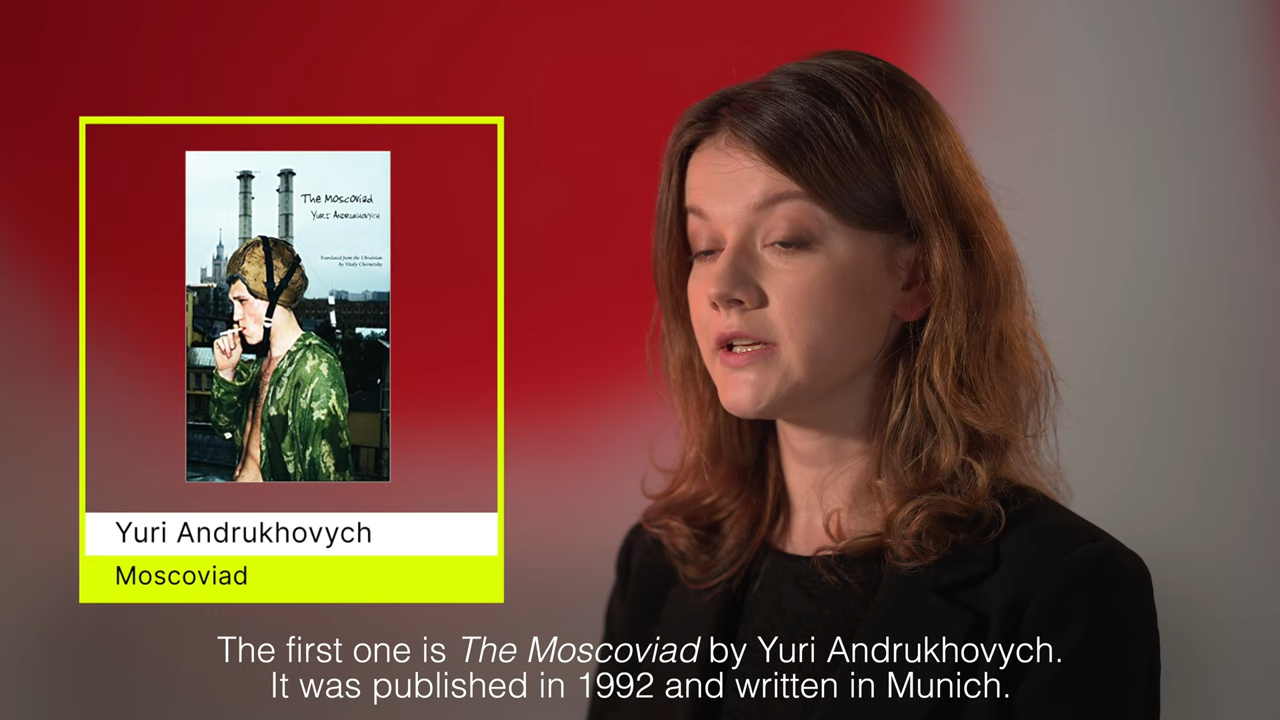 The Moscoviad
Yuri Andrukhovych
Translated from the Ukrainian
by Vitaly Chernetsky
Yuri Andrukhovych
Moscoviad
The first one is The Moscoviad by Yuri Andrukhovych.
It was published in 1992 and written in Munich.